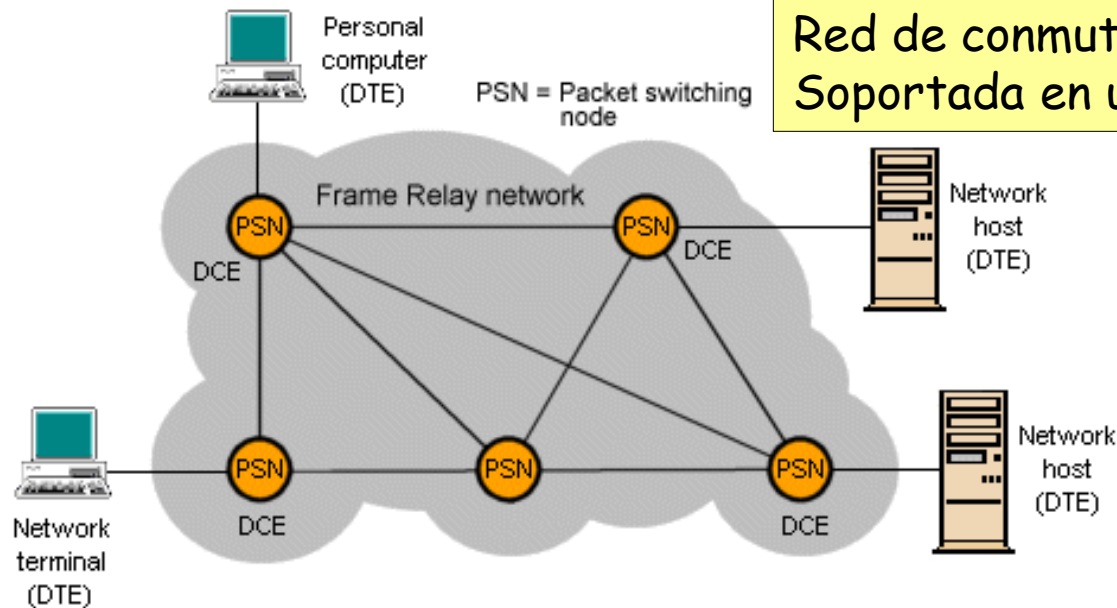 Personal
computer
(DTE)
PSN = Packet switching
node
Red de
Soportada en
Frame Relay network
PSN
DCE
PSN
DCE
Network
host
(DTE)
PSN
DCE
PSN
PSN
DCE
Network
host
(DTE)
Network
terminal
(DTE)